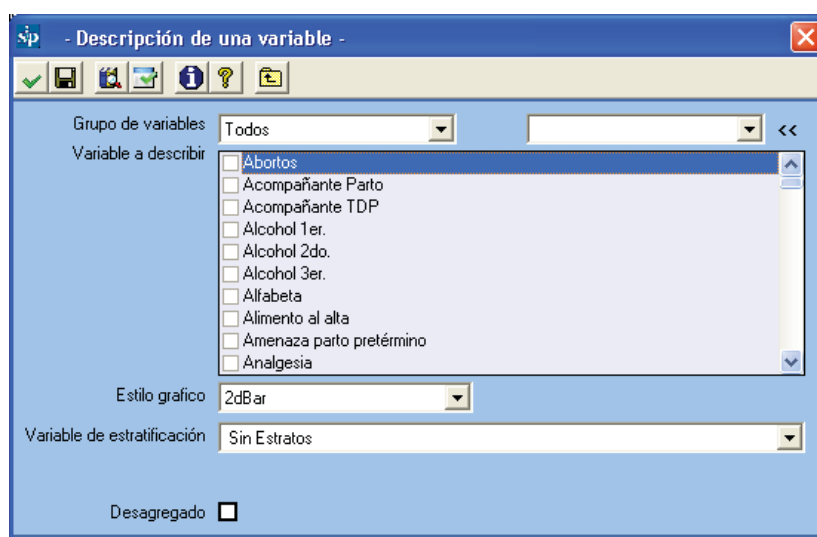 sip - Descripción de una variable -
Grupo de variables Todos <<
Variable a describir
Abortos
Acompañante Parto
Acompañante TDP
Alcohol 1er.
Alcohol 2do.
Alcohol 3er.
Alfabeta
Alimento al alta
Amenaza parto pretérmino
Analgesia
Estilo grafico 2dBar
Variable de estratificación Sin Estratos
Desagregado